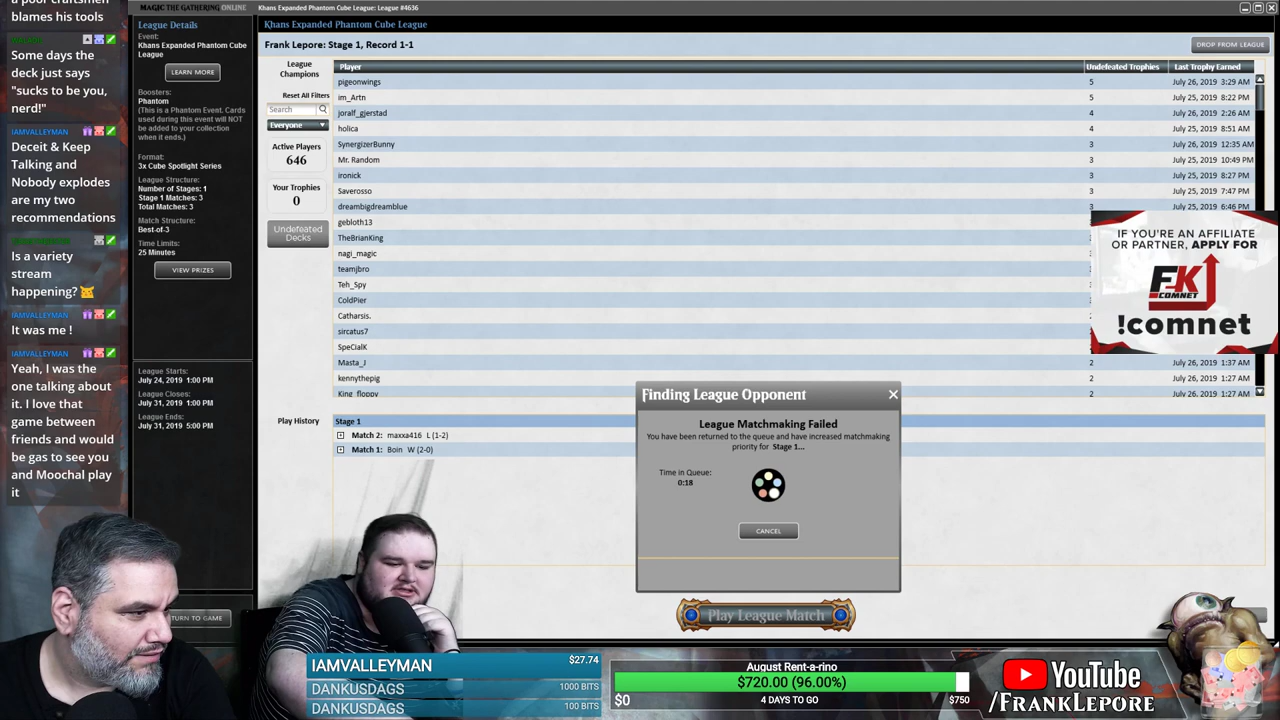 a poor craftsmen
blames his tools
Some days the
deck just says
"sucks to be you,
nerd!"
IAMVALLEYMAN
Deceit & Keep
Talking and
Nobody explodes
are my two
recommendations
Is a variety
stream
happening?
IAMVALLEYMAN
It was me !
IAMVALLEYMAN
Yeah, I was the
one talking about
it. I love that
game between
friends and would
be gassed see you
and Moochal play
it
MAGIC THE GATHERING ONLINE
Khans Expanded Phantom Cube League: League #4636
League Details
Event:
Khans Expanded Phantom Cube
League
LEARN MORE
Boosters:
Phantom
(This is a Phantom Event. Cards
used during this event will NOT
be added to your collection
when it ends.)
Format:
3x Cube Spotlight Series
League Structure:
Number of Stages: 1
Stage 1 Matches: 3
Total Matches: 3
Match Structure:
Best-of-3
Time Limits:
25 Minutes
VIEW PRIZES
League Starts:
July 24, 2019 1:00 PM
League Closes:
July 31, 2019 1:00 PM
League Ends:
July 31, 2019 5:00 PM
TURN TO GAME
Khans Expanded Phantom Cube League
Frank Lepore: Stage 1, Record 1-1
DROP FROM LEAGUE
League
Champions
Reset All Filters
Search
Everyone
Active Players
646
Your Trophies
0
Undefeated
Decks
Player Undefeated Trophies Last Trophy Earned
pigeonwings 5 July 26, 2019 3:29 AM
im_Artn 5 July 25, 2019 8:22 PM
joralf_gjerstad 4 July 26, 2019 2:26 AM
holica 4 July 25, 2019 8:51 AM
SynergizerBunny 3 July 26, 2019 12:35 AM
Mr. Random 3 July 25, 2019 10:49 PM
ironick 3 July 25, 2019 8:27 PM
Saverosso 3 July 25, 2019 7:47 PM
dreambigdreamblue 3 July 25, 2019 6:46 PM
gebloth13
TheBrianKing
nagi_magic
teamjbro
Teh_Spy
ColdPier
Catharsis.
sircatus7
SpeCialK
Masta_J 2 July 26, 2019 1:37 AM
kennythepig 2 July 26, 2019 1:27 AM
King_floppy 2 July 26, 2019 1:27 AM
IF YOU'RE AN AFFILIATE
OR PARTNER, APPLY FOR
F2K
COMNET
!comnet
Play History
Stage 1
Match 2: maxxa416 L (1-2)
Match 1: Boin W (2-0)
Finding League Opponent
League Matchmaking Failed
You have been returned to the queue and have increased matchmaking
priority for Stage 1...
Time in Queue:
0:18
CANCEL
Play League Match
IAMVALLEYMAN $27.74
DANKUSDAGS 1000 BITS
DANKUSDAGS 100 BITS
August Rent-a-rino
$720.00 (96.00%)
$0 4 DAYS TO GO $750
YouTube
/FrankLepore